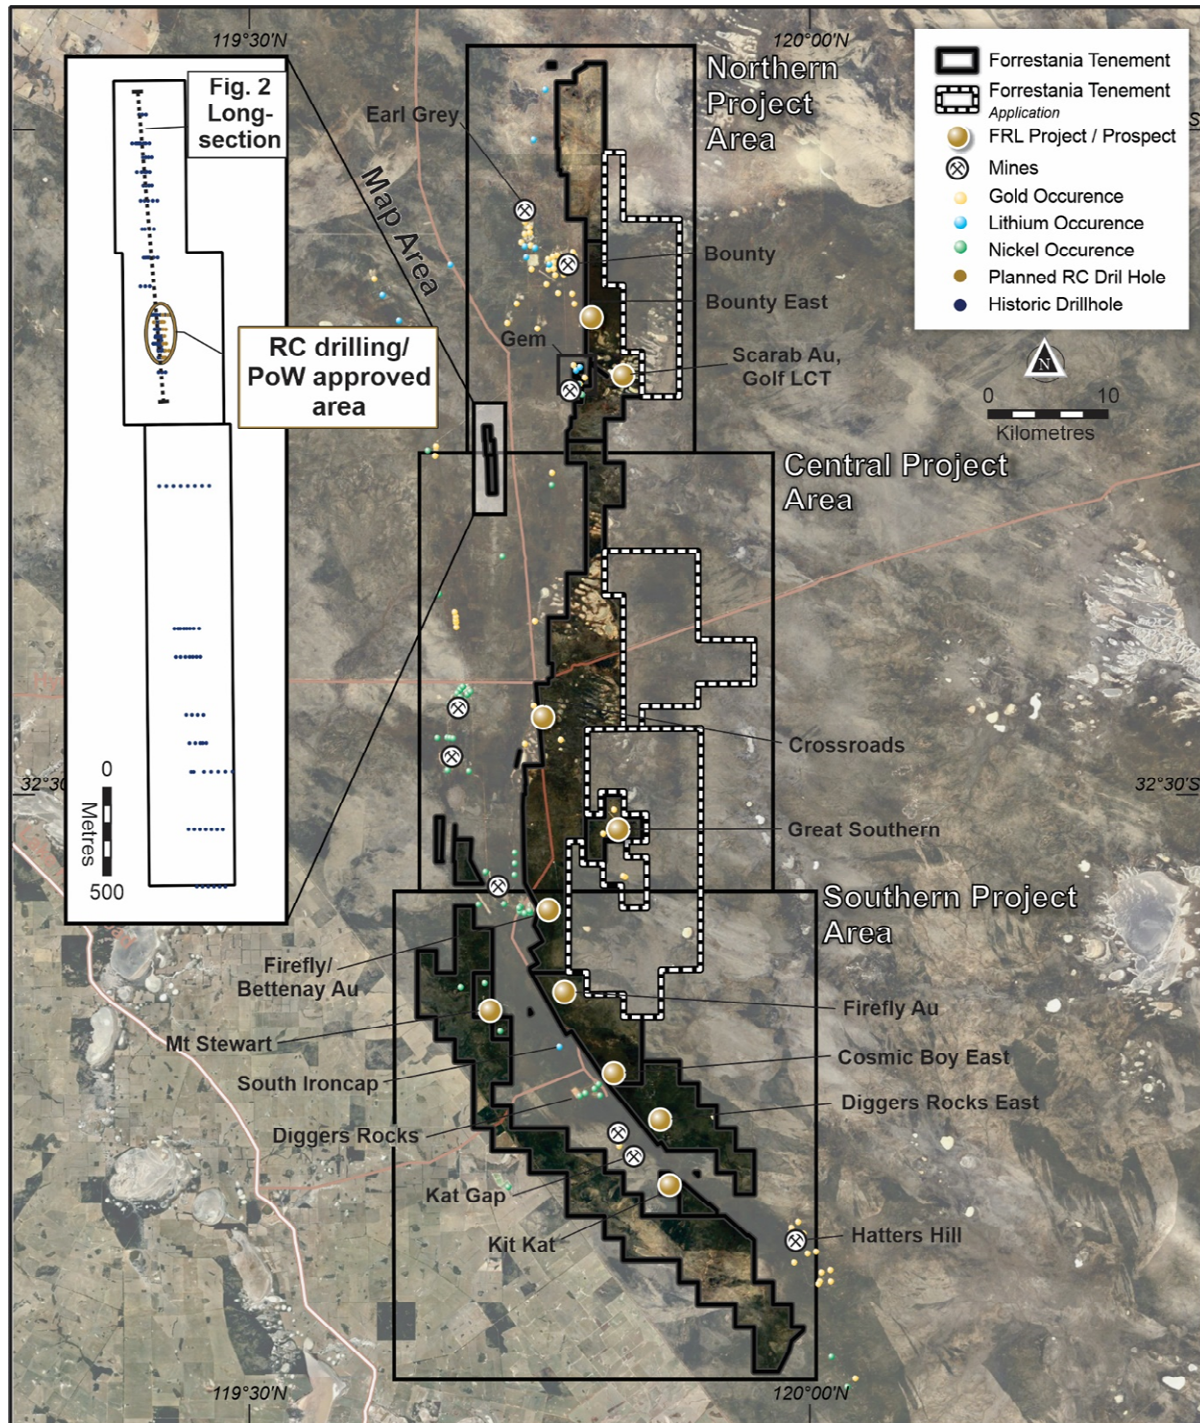 119°30'N
120°00'N
Fig. 2
Long-
section
Map Area
RC drilling/
PoW approved
area
0
Metres
500
Northern
Project
Area
Earl Grey
Bounty
Bounty East
Gem
Scarab Au,
Golf LCT
Central Project
Area
Crossroads
32°30
32°30'S
Great Southern
Southern Project
Area
Firefly/
Bettenay Au
Firefly Au
Mt Stewart
Cosmic Boy East
South Ironcap
Diggers Rocks East
Diggers Rocks
Kat Gap
Kit Kat
Hatters Hill
119°30'N
120°00'N
Forrestania Tenement
Forrestania Tenement
Application
FRL Project / Prospect
Mines
Gold Occurence
Lithium Occurence
Nickel Occurence
Planned RC Dril Hole
Historic Drillhole
N
0 10
Kilometres